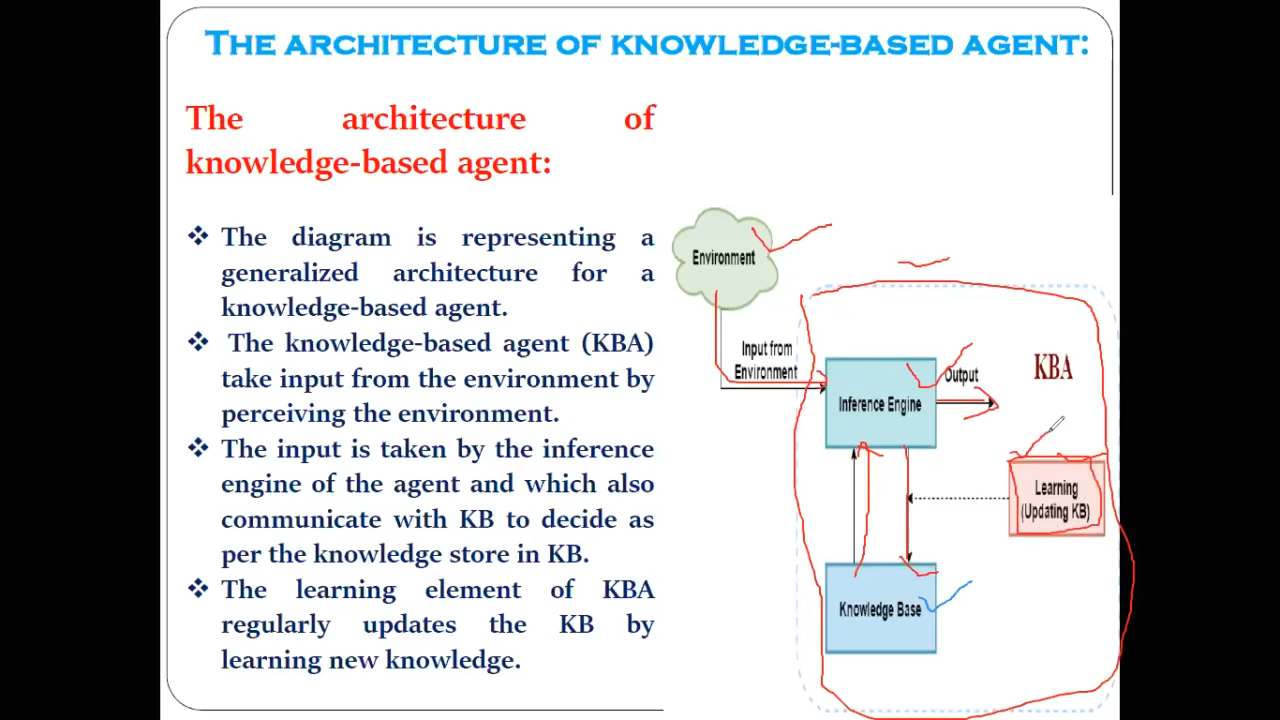 THE ARCHITECTURE OF KNOWLEDGE-BASED AGENT:
The architecture of
knowledge-based agent:
❖ The diagram is representing a
generalized architecture for a
knowledge-based agent.
❖ The knowledge-based agent (KBA)
take input from the environment by
perceiving the environment.
❖ The input is taken by the inference
engine of the agent and which also
communicate with KB to decide as
per the knowledge store in KB.
❖ The learning element of KBA
regularly updates the KB by
learning new knowledge.
Environment
Input from
Environment
Inference Engine
Output
KBA
Learning
(Updating KB)
Knowledge Base